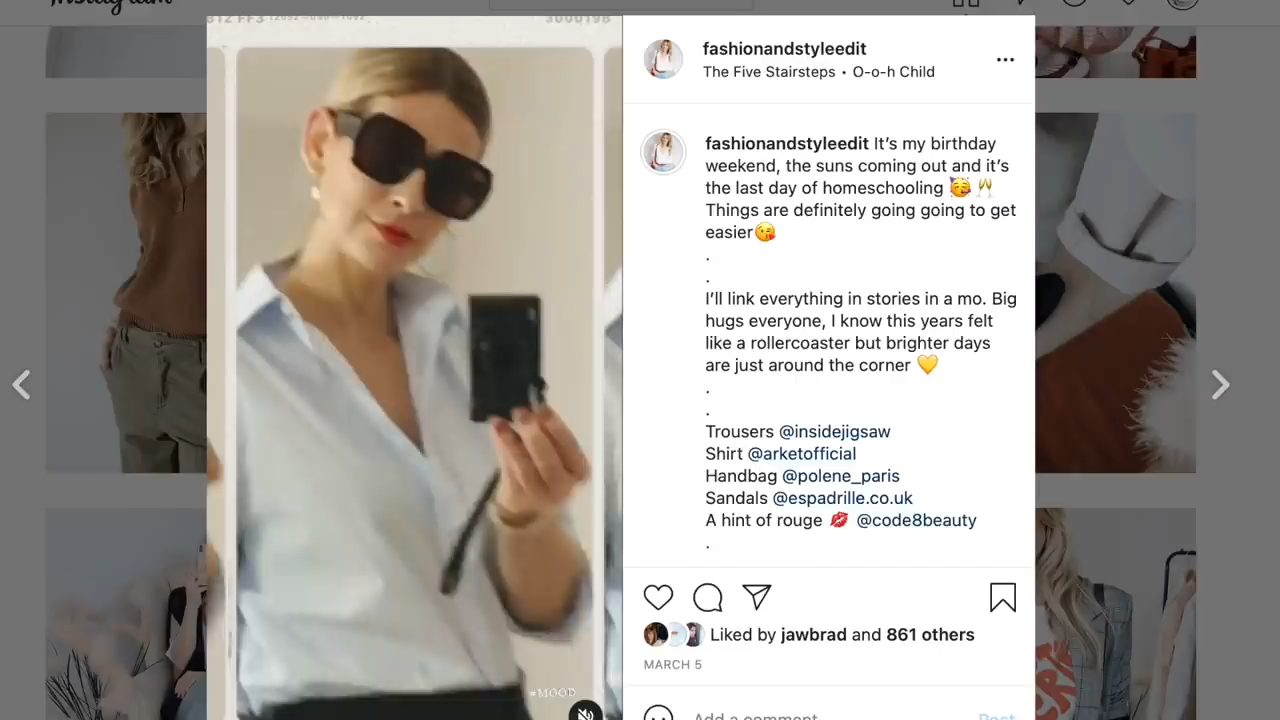 Instagram
fashionandstyleedit
The Five Stairsteps • O-o-h Child
fashionandstyleedit It’s my birthday
weekend, the suns coming out and it’s
the last day of homeschooling 🥳 🥂
Things are definitely going going to get
easier😘
.
.
I’ll link everything in stories in a mo. Big
hugs everyone, I know this years felt
like a rollercoaster but brighter days
are just around the corner 💛
.
.
Trousers @insidejigsaw
Shirt @arketofficial
Handbag @polene_paris
Sandals @espadrille.co.uk
A hint of rouge 💋 @code8beauty
.
Liked by jawbrad and 861 others
MARCH 5
Add a comment
Post
#MOOD